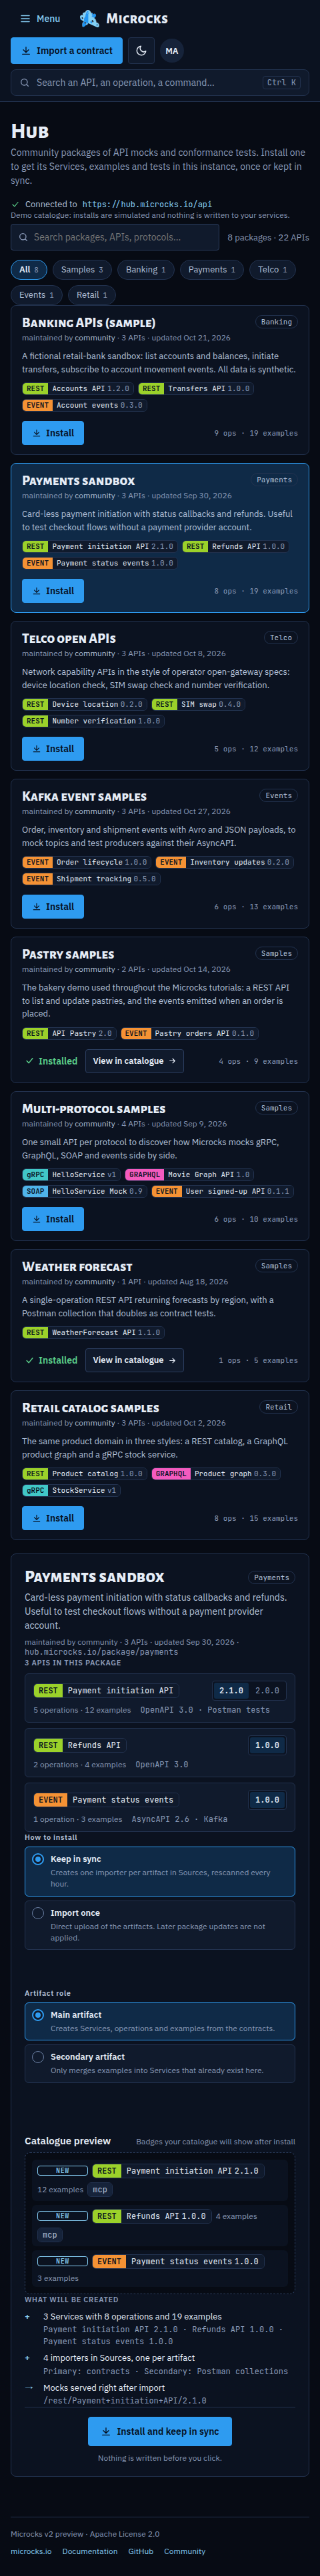 Menu
Microcks
Import a contract
MA
Search an API, an operation, a command...
Ctrl K
Hub
Community packages of API mocks and conformance tests. Install one
to get its Services, examples and tests in this instance, once or kept in
sync.
Connected to https://hub.microcks.io/api
Demo catalogue: installs are simulated and nothing is written to your services.
Search packages, APIs, protocols...
8 packages · 22 APIs
All 8
Samples 3
Banking 1
Payments 1
Telco 1
Events 1
Retail 1
Banking APIs (sample)
Banking
maintained by community · 3 APIs · updated Oct 21, 2026
A fictional retail-bank sandbox: list accounts and balances, initiate
transfers, subscribe to account movement events. All data is synthetic.
REST Accounts API 1.2.0 REST Transfers API 1.0.0
EVENT Account events 0.3.0
Install
9 ops · 19 examples
Payments sandbox
Payments
maintained by community · 3 APIs · updated Sep 30, 2026
Card-less payment initiation with status callbacks and refunds. Useful
to test checkout flows without a payment provider account.
REST Payment initiation API 2.1.0 REST Refunds API 1.0.0
EVENT Payment status events 1.0.0
Install
8 ops · 19 examples
Telco open APIs
Telco
maintained by community · 3 APIs · updated Oct 8, 2026
Network capability APIs in the style of operator open-gateway specs:
device location check, SIM swap check and number verification.
REST Device location 0.2.0 REST SIM swap 0.4.0
REST Number verification 1.0.0
Install
5 ops · 12 examples
Kafka event samples
Events
maintained by community · 3 APIs · updated Oct 27, 2026
Order, inventory and shipment events with Avro and JSON payloads, to
mock topics and test producers against their AsyncAPI.
EVENT Order lifecycle 1.0.0 EVENT Inventory updates 0.2.0
EVENT Shipment tracking 0.5.0
Install
6 ops · 13 examples
Pastry samples
Samples
maintained by community · 2 APIs · updated Oct 14, 2026
The bakery demo used throughout the Microcks tutorials: a REST API
to list and update pastries, and the events emitted when an order is
placed.
REST API Pastry 2.0 EVENT Pastry orders API 0.1.0
Installed
View in catalogue →
4 ops · 9 examples
Multi-protocol samples
Samples
maintained by community · 4 APIs · updated Sep 9, 2026
One small API per protocol to discover how Microcks mocks gRPC,
GraphQL, SOAP and events side by side.
gRPC HelloService v1 GRAPHQL Movie Graph API 1.0
SOAP HelloService Mock 0.9 EVENT User signed-up API 0.1.1
Install
6 ops · 10 examples
Weather forecast
Samples
maintained by community · 1 API · updated Aug 18, 2026
A single-operation REST API returning forecasts by region, with a
Postman collection that doubles as contract tests.
REST WeatherForecast API 1.1.0
Installed
View in catalogue →
1 ops · 5 examples
Retail catalog samples
Retail
maintained by community · 3 APIs · updated Oct 2, 2026
The same product domain in three styles: a REST catalog, a GraphQL
product graph and a gRPC stock service.
REST Product catalog 1.0.0 GRAPHQL Product graph 0.3.0
gRPC StockService v1
Install
8 ops · 15 examples
Payments sandbox
Payments
Card-less payment initiation with status callbacks and refunds.
Useful to test checkout flows without a payment provider
account.
maintained by community · 3 APIs · updated Sep 30, 2026 ·
hub.microcks.io/package/payments
3 APIS IN THIS PACKAGE
REST Payment initiation API
2.1.0 2.0.0
5 operations · 12 examples OpenAPI 3.0 · Postman tests
REST Refunds API
1.0.0
2 operations · 4 examples OpenAPI 3.0
EVENT Payment status events
1.0.0
1 operation · 3 examples AsyncAPI 2.6 · Kafka
How to install
Keep in sync
Creates one importer per artifact in Sources, rescanned every
hour.
Import once
Direct upload of the artifacts. Later package updates are not
applied.
Artifact role
Main artifact
Creates Services, operations and examples from the contracts.
Secondary artifact
Only merges examples into Services that already exist here.
Catalogue preview
Badges your catalogue will show after install
NEW REST Payment initiation API 2.1.0
12 examples mcp
NEW REST Refunds API 1.0.0 4 examples
mcp
NEW EVENT Payment status events 1.0.0
3 examples
WHAT WILL BE CREATED
+ 3 Services with 8 operations and 19 examples
Payment initiation API 2.1.0 · Refunds API 1.0.0 ·
Payment status events 1.0.0
+ 4 importers in Sources, one per artifact
Primary: contracts · Secondary: Postman collections
→ Mocks served right after import
/rest/Payment+initiation+API/2.1.0
Install and keep in sync
Nothing is written before you click.
Microcks v2 preview · Apache License 2.0
microcks.io Documentation GitHub Community